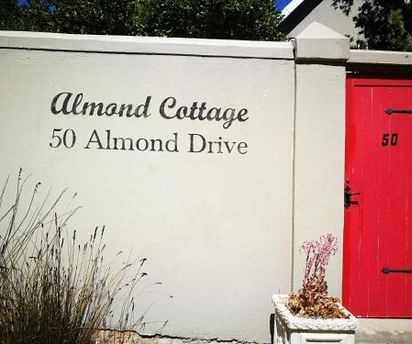 Almond Cottage
50 Almond Drive
50